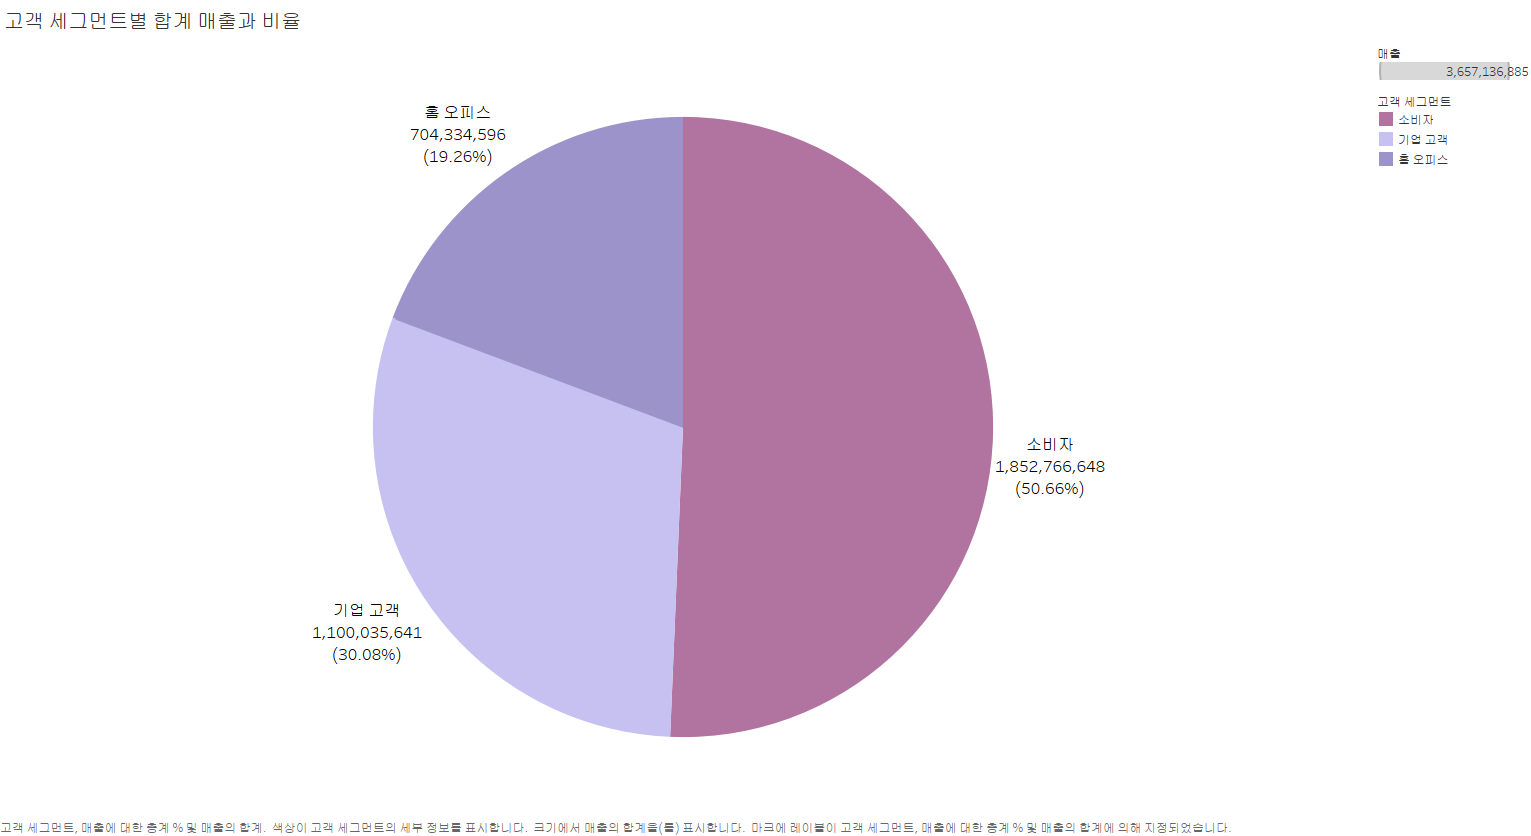 고객 세그먼트별 합계 매출과 비율
매출
3,657,136,885
고객 세그먼트
소비자
기업 고객
홈 오피스
홈 오피스
704,334,596
(19.26%)
소비자
1,852,766,648
(50.66%)
기업 고객
1,100,035,641
(30.08%)
고객 세그먼트, 매출에 대한 총계 % 및 매출의 합계. 색상이 고객 세그먼트의 세부 정보를 표시합니다. 크기에서 매출의 합계을(를) 표시합니다. 마크에 레이블이 고객 세그먼트, 매출에 대한 총계 % 및 매출의 합계에 의해 지정되었습니다.